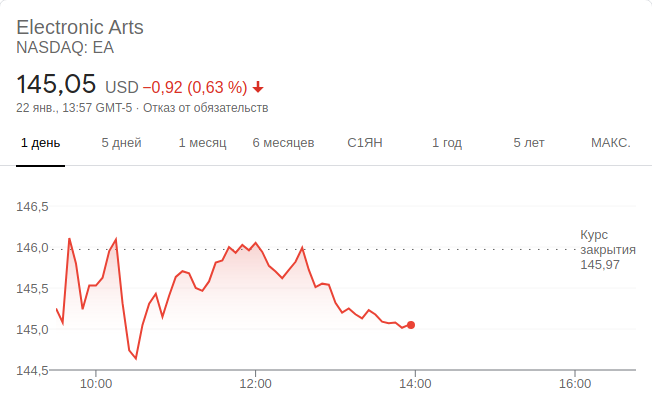 Electronic Arts
NASDAQ: EA
145,05 USD −0,92 (0,63 %)
22 янв., 13:57 GMT-5 · Отказ от обязательств
1 день 5 дней 1 месяц 6 месяцев С1ЯН 1 год 5 лет МАКС.
146,5
146,0
145,5
145,0
144,5
Курс
закрытия
145,97
10:00 12:00 14:00 16:00